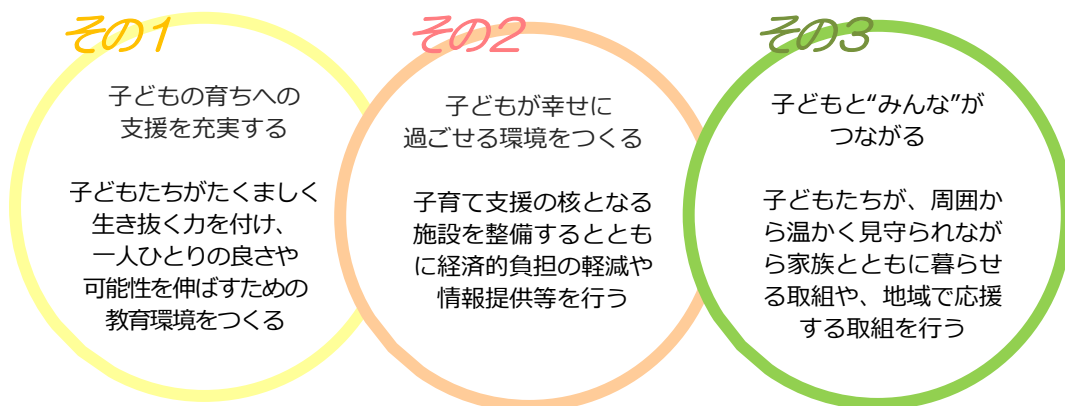 その1
子どもの育ちへの
支援を充実する
子どもたちがたくましく
生き抜く力を付け、
一人ひとりの良さや
可能性を伸ばすための
教育環境をつくる
その2
子どもが幸せに
過ごせる環境をつくる
子育て支援の核となる
施設を整備するととも
に経済的負担の軽減や
情報提供等を行う
その3
子どもと“みんな”が
つながる
子どもたちが、周囲か
ら温かく見守られなが
ら家族とともに暮らせ
る取組や、地域で応援
する取組を行う